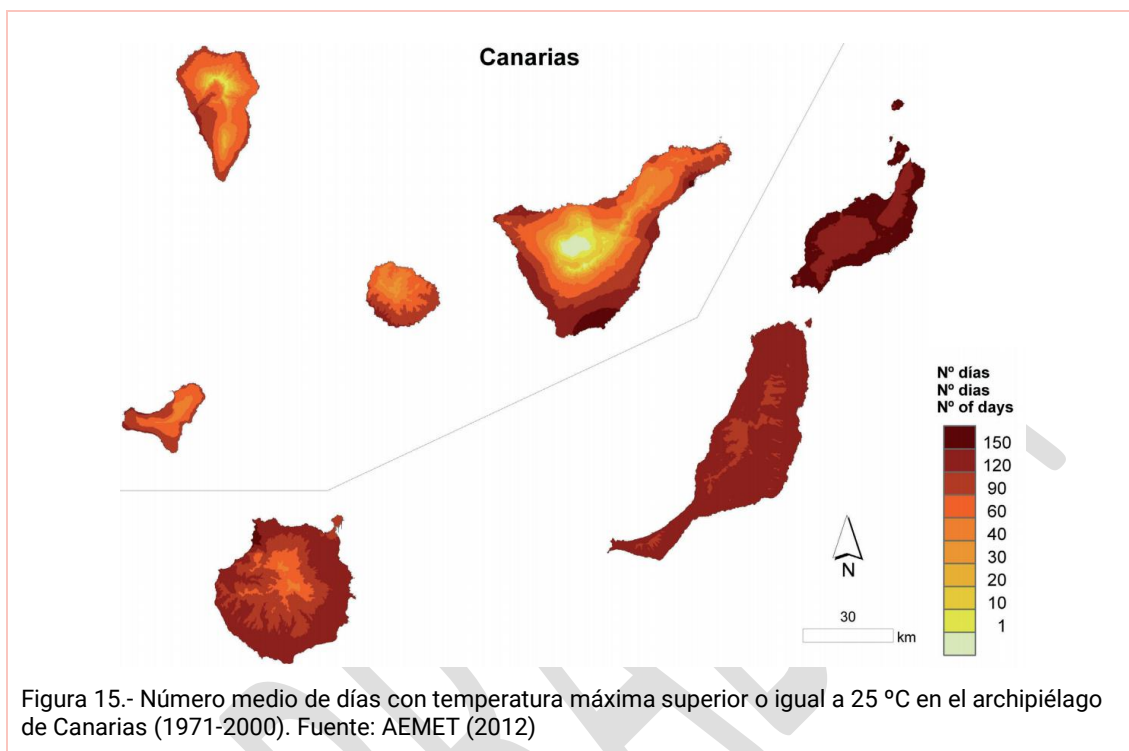 Canarias
Nº días
Nº dias
Nº of days
150
120
90
60
40
30
20
10
1
N
30
km
Figura 15.- Número medio de días con temperatura máxima superior o igual a 25 ºC en el archipiélago
de Canarias (1971-2000). Fuente: AEMET (2012)